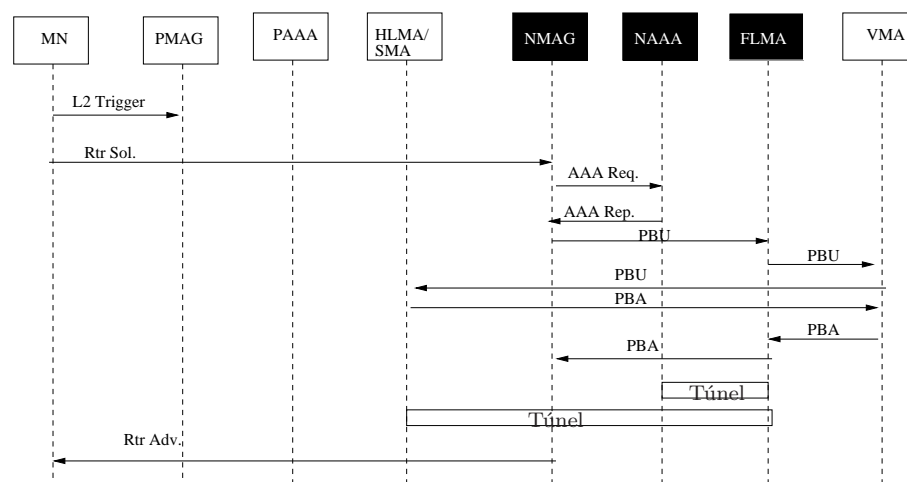 MN
PMAG
PAAA
HLMA/
SMA
NMAG
NAAA
FLMA
VMA
L2 Trigger
Rtr Sol.
AAA Req.
AAA Rep.
PBU
PBU
PBU
PBA
PBA
PBA
Túnel
Túnel
Rtr Adv.